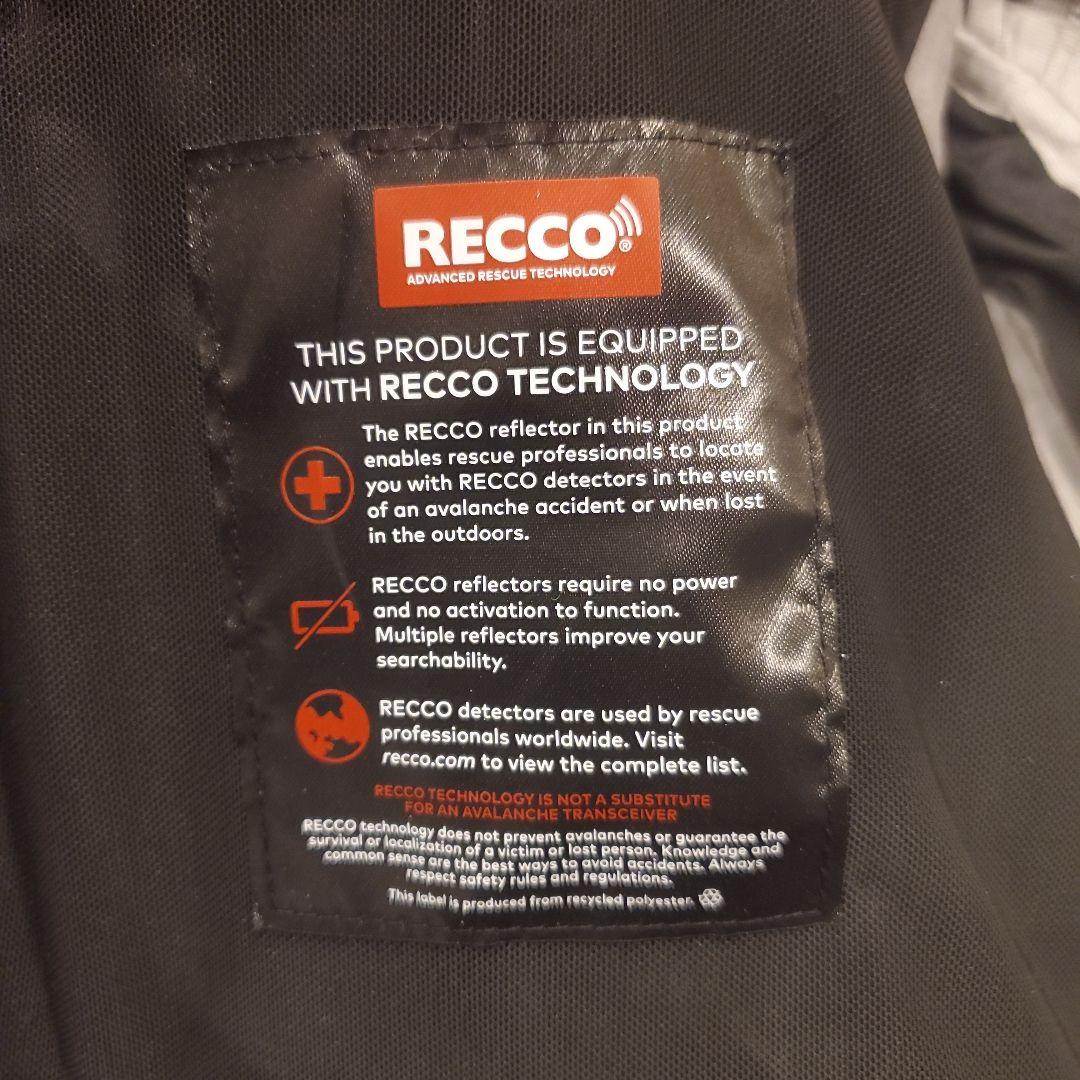 RECCO®
ADVANCED RESCUE TECHNOLOGY
THIS PRODUCT IS EQUIPPED
WITH RECCO TECHNOLOGY
The RECCO reflector in this product
enables rescue professionals to locate
you with RECCO detectors in the event
of an avalanche accident or when lost
in the outdoors.
RECCO reflectors require no power
and no activation to function.
Multiple reflectors improve your
searchability.
RECCO detectors are used by rescue
professionals worldwide. Visit
recco.com to view the complete list.
RECCO TECHNOLOGY IS NOT A SUBSTITUTE
FOR AN AVALANCHE TRANSCEIVER
RECCO technology does not prevent avalanches or guarantee the
survival or localization of a victim or lost person. Knowledge and
common sense are the best ways to avoid accidents. Always
respect safety rules and regulations.
This label is produced from recycled polyester.